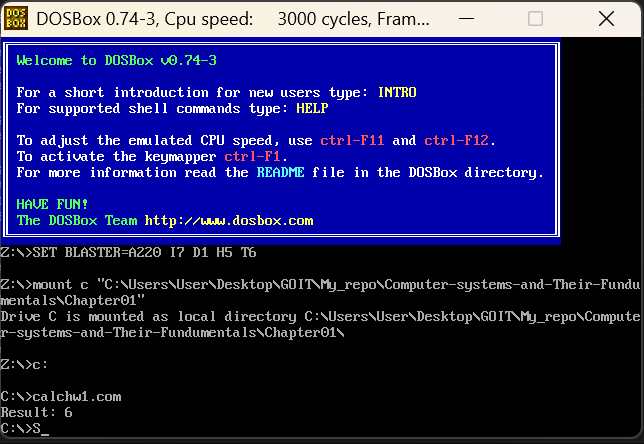 DOS
BOX
DOSBox 0.74-3, Cpu speed: 3000 cycles, Fram...
Welcome to DOSBox v0.74-3
For a short introduction for new users type: INTRO
For supported shell commands type: HELP
To adjust the emulated CPU speed, use ctrl-F11 and ctrl-F12.
To activate the keymapper ctrl-F1.
For more information read the README file in the DOSBox directory.
HAVE FUN!
The DOSBox Team http://www.dosbox.com
Z:\>SET BLASTER=A220 I7 D1 H5 T6
Z:\>mount c "C:\Users\User\Desktop\GOIT\My_repo\Computer-systems-and-Their-Fundu
mentals\Chapter01"
Drive C is mounted as local directory C:\Users\User\Desktop\GOIT\My_repo\Compute
r-systems-and-Their-Fundumentals\Chapter01\
Z:\>c:
C:\>calchw1.com
Result: 6
C:\>S_